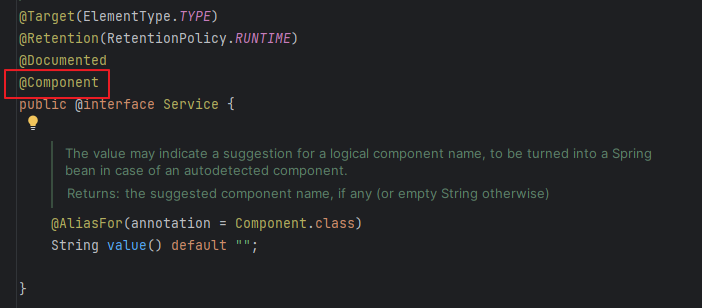 @Target(ElementType.TYPE)
@Retention(RetentionPolicy.RUNTIME)
@Documented
@Component
public @interface Service {
The value may indicate a suggestion for a logical component name, to be turned into a Spring
bean in case of an autodetected component.
Returns: the suggested component name, if any (or empty String otherwise)
@AliasFor(annotation = Component.class)
String value() default "";
}